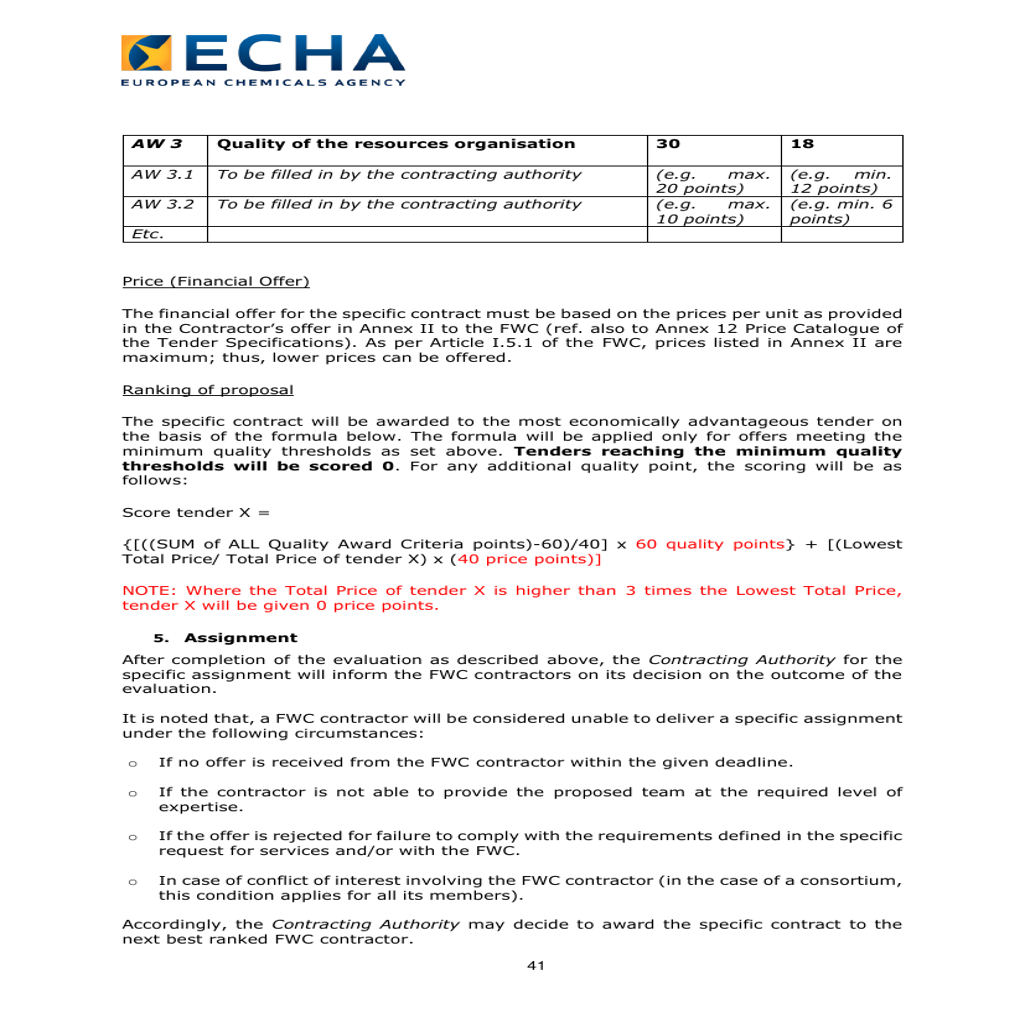 ECHA
EUROPEAN CHEMICALS AGENCY
AW 3 Quality of the resources organisation 30 18
AW 3.1 To be filled in by the contracting authority (e.g. max. 20 points) (e.g. min. 12 points)
AW 3.2 To be filled in by the contracting authority (e.g. max. 10 points) (e.g. min. 6 points)
Etc.
Price (Financial Offer)
The financial offer for the specific contract must be based on the prices per unit as provided
in the Contractor’s offer in Annex II to the FWC (ref. also to Annex 12 Price Catalogue of
the Tender Specifications). As per Article I.5.1 of the FWC, prices listed in Annex II are
maximum; thus, lower prices can be offered.
Ranking of proposal
The specific contract will be awarded to the most economically advantageous tender on
the basis of the formula below. The formula will be applied only for offers meeting the
minimum quality thresholds as set above. Tenders reaching the minimum quality
thresholds will be scored 0. For any additional quality point, the scoring will be as
follows:
Score tender X =
{[((SUM of ALL Quality Award Criteria points)-60)/40] x 60 quality points} + [(Lowest
Total Price/ Total Price of tender X) x (40 price points)]
NOTE: Where the Total Price of tender X is higher than 3 times the Lowest Total Price,
tender X will be given 0 price points.
5. Assignment
After completion of the evaluation as described above, the Contracting Authority for the
specific assignment will inform the FWC contractors on its decision on the outcome of the
evaluation.
It is noted that, a FWC contractor will be considered unable to deliver a specific assignment
under the following circumstances:
o If no offer is received from the FWC contractor within the given deadline.
o If the contractor is not able to provide the proposed team at the required level of
expertise.
o If the offer is rejected for failure to comply with the requirements defined in the specific
request for services and/or with the FWC.
o In case of conflict of interest involving the FWC contractor (in the case of a consortium,
this condition applies for all its members).
Accordingly, the Contracting Authority may decide to award the specific contract to the
next best ranked FWC contractor.
41